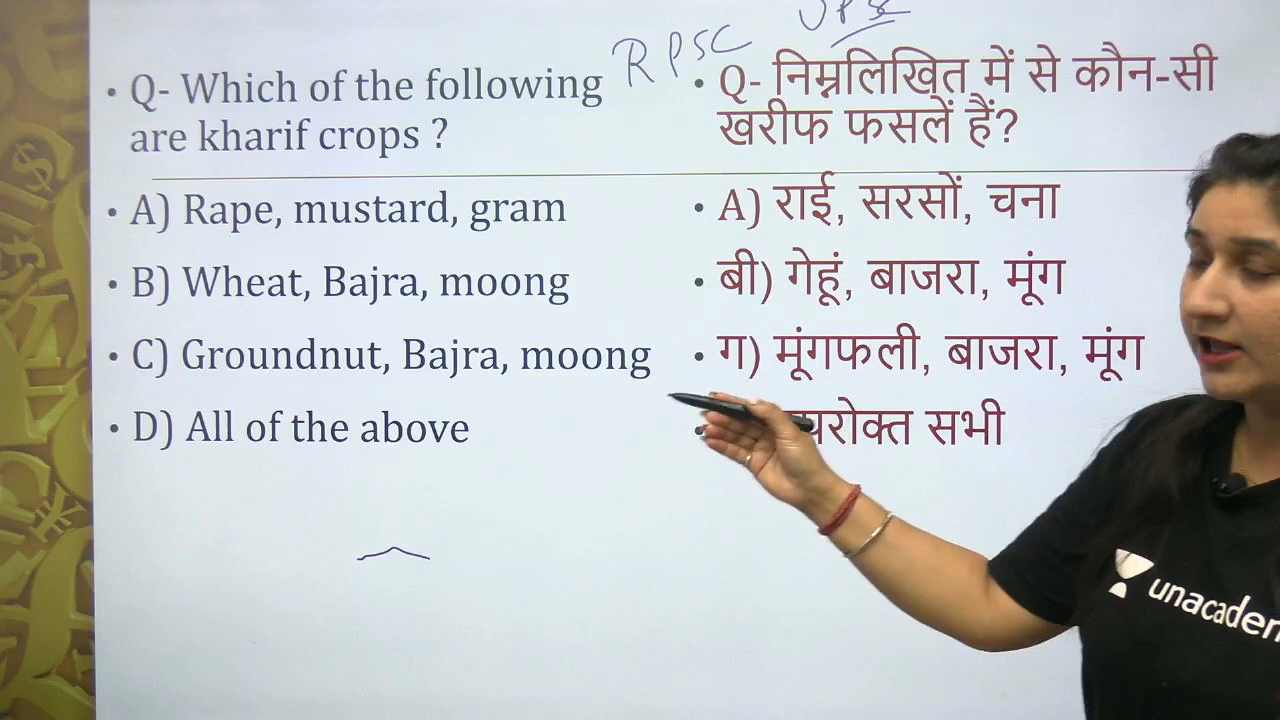 RPSC
• Q- Which of the following
are kharif crops ?
• A) Rape, mustard, gram
• B) Wheat, Bajra, moong
• C) Groundnut, Bajra, moong
• D) All of the above
• Q- निम्नलिखित में से कौन-सी
खरीफ फसलें हैं?
• A) राई, सरसों, चना
• बी) गेहूं, बाजरा, मूंग
• ग) मूंगफली, बाजरा, मूंग
• सभी